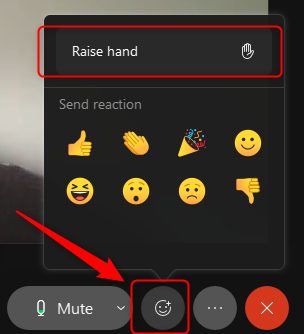 Raise hand
Send reaction
Mute